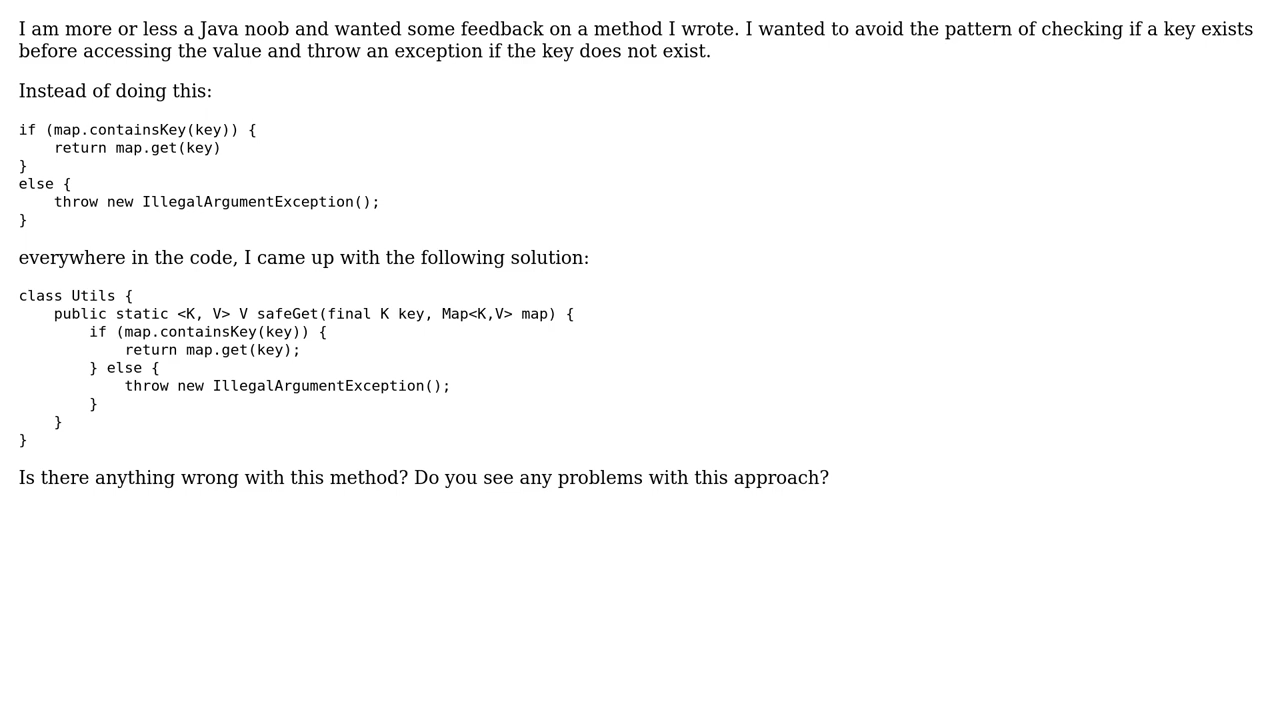 I am more or less a Java noob and wanted some feedback on a method I wrote. I wanted to avoid the pattern of checking if a key exists
before accessing the value and throw an exception if the key does not exist.
Instead of doing this:
if (map.containsKey(key)) {
    return map.get(key)
}
else {
    throw new IllegalArgumentException();
}
everywhere in the code, I came up with the following solution:
class Utils {
    public static <K, V> V safeGet(final K key, Map<K,V> map) {
        if (map.containsKey(key)) {
            return map.get(key);
        } else {
            throw new IllegalArgumentException();
        }
    }
}
Is there anything wrong with this method? Do you see any problems with this approach?